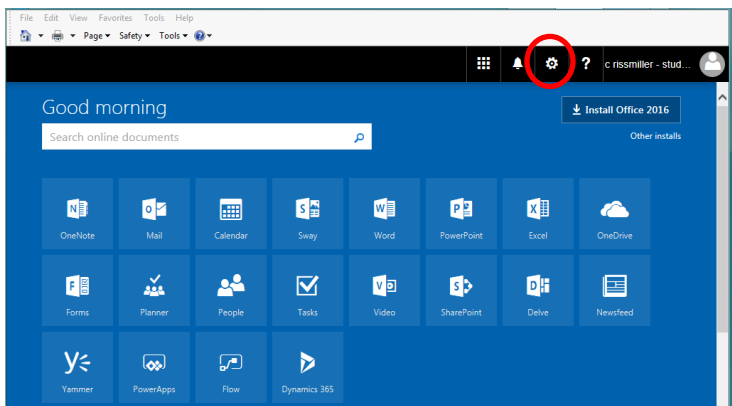 File Edit View Favorites Tools Help
Page Safety Tools
? c rissmiller - stud...
Good morning
Install Office 2016
Search online documents
Other installs
N O S W P X
OneNote Mail Calendar Sway Word PowerPoint Excel OneDrive
F V S D
Forms Planner People Tasks Video SharePoint Delve Newsfeed
Yammer PowerApps Flow Dynamics 365